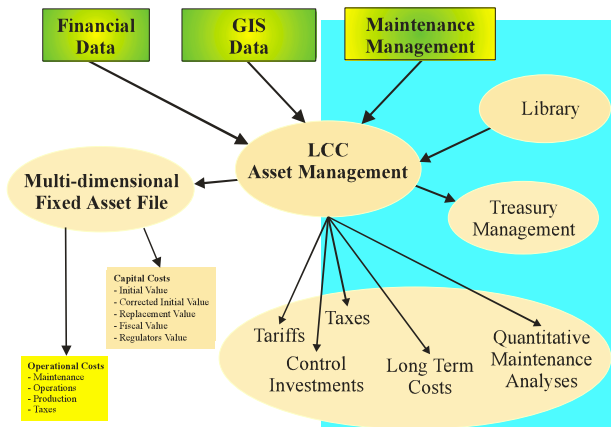 Financial
Data
GIS
Data
Maintenance
Management
Library
LCC
Asset Management
Multi-dimensional
Fixed Asset File
Treasury
Management
Capital Costs
- Initial Value
- Corrected Initial Value
- Replacement Value
- Fiscal Value
- Regulators Value
Operational Costs
- Maintenance
- Operations
- Production
- Taxes
Tariffs
Taxes
Control
Investments
Long Term
Costs
Quantitative
Maintenance
Analyses